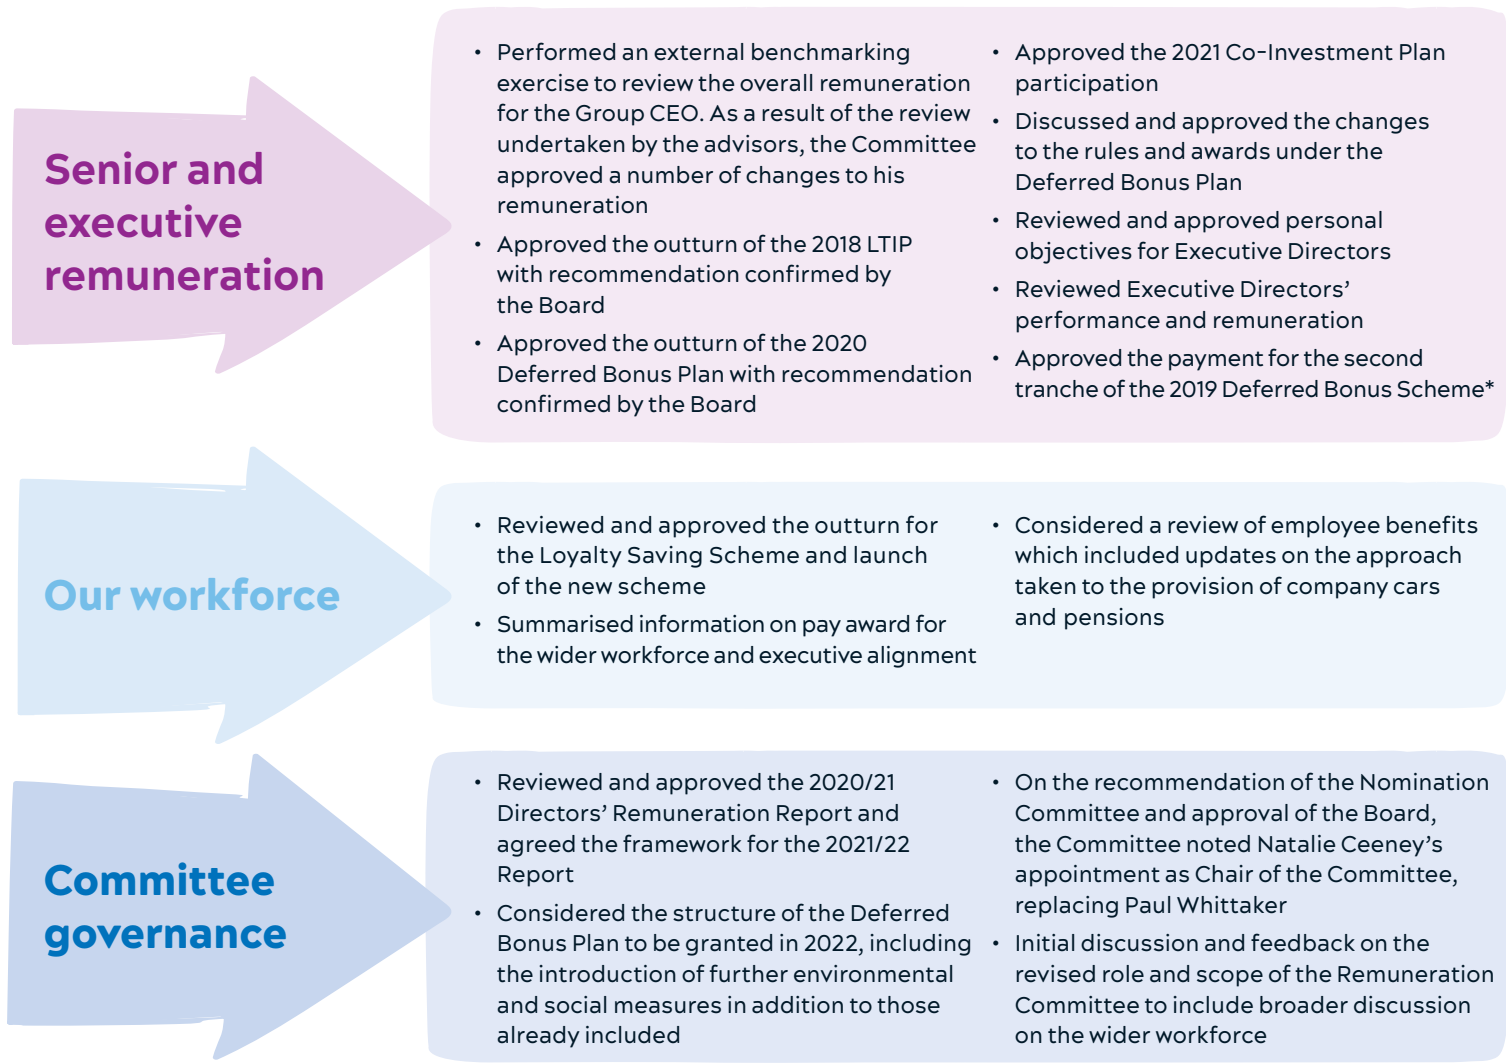 Senior and
executive
remuneration
• Performed an external benchmarking
exercise to review the overall remuneration
for the Group CEO. As a result of the review
undertaken by the advisors, the Committee
approved a number of changes to his
remuneration
• Approved the outturn of the 2018 LTIP
with recommendation confirmed by
the Board
• Approved the outturn of the 2020
Deferred Bonus Plan with recommendation
confirmed by the Board
• Approved the 2021 Co-Investment Plan
participation
• Discussed and approved the changes
to the rules and awards under the
Deferred Bonus Plan
• Reviewed and approved personal
objectives for Executive Directors
• Reviewed Executive Directors’
performance and remuneration
• Approved the payment for the second
tranche of the 2019 Deferred Bonus Scheme*
Our workforce
• Reviewed and approved the outturn for
the Loyalty Saving Scheme and launch
of the new scheme
• Summarised information on pay award for
the wider workforce and executive alignment
• Considered a review of employee benefits
which included updates on the approach
taken to the provision of company cars
and pensions
Committee
governance
• Reviewed and approved the 2020/21
Directors’ Remuneration Report and
agreed the framework for the 2021/22
Report
• Considered the structure of the Deferred
Bonus Plan to be granted in 2022, including
the introduction of further environmental
and social measures in addition to those
already included
• On the recommendation of the Nomination
Committee and approval of the Board,
the Committee noted Natalie Ceeney’s
appointment as Chair of the Committee,
replacing Paul Whittaker
• Initial discussion and feedback on the
revised role and scope of the Remuneration
Committee to include broader discussion
on the wider workforce